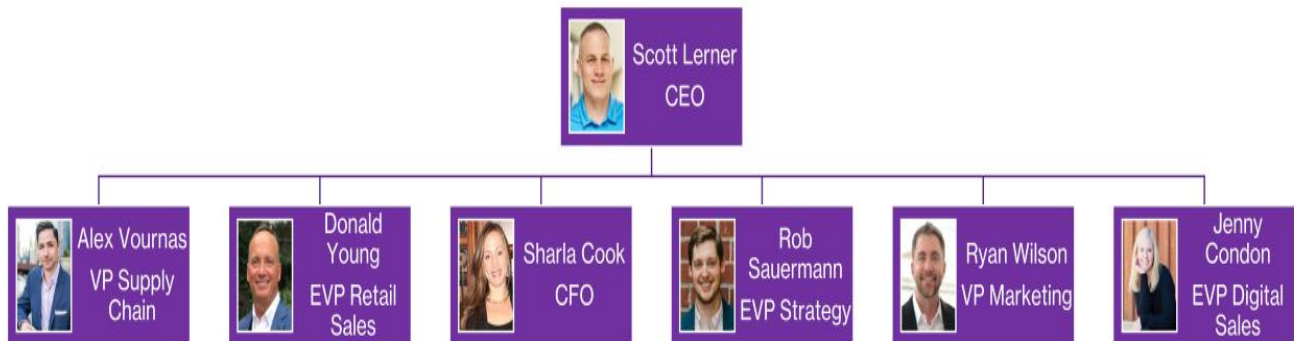 Scott Lerner
CEO
Alex Vournas
VP Supply
Chain
Donald
Young
EVP Retail
Sales
Sharla Cook
CFO
Rob
Sauermann
EVP Strategy
Ryan Wilson
VP Marketing
Jenny
Condon
EVP Digital
Sales